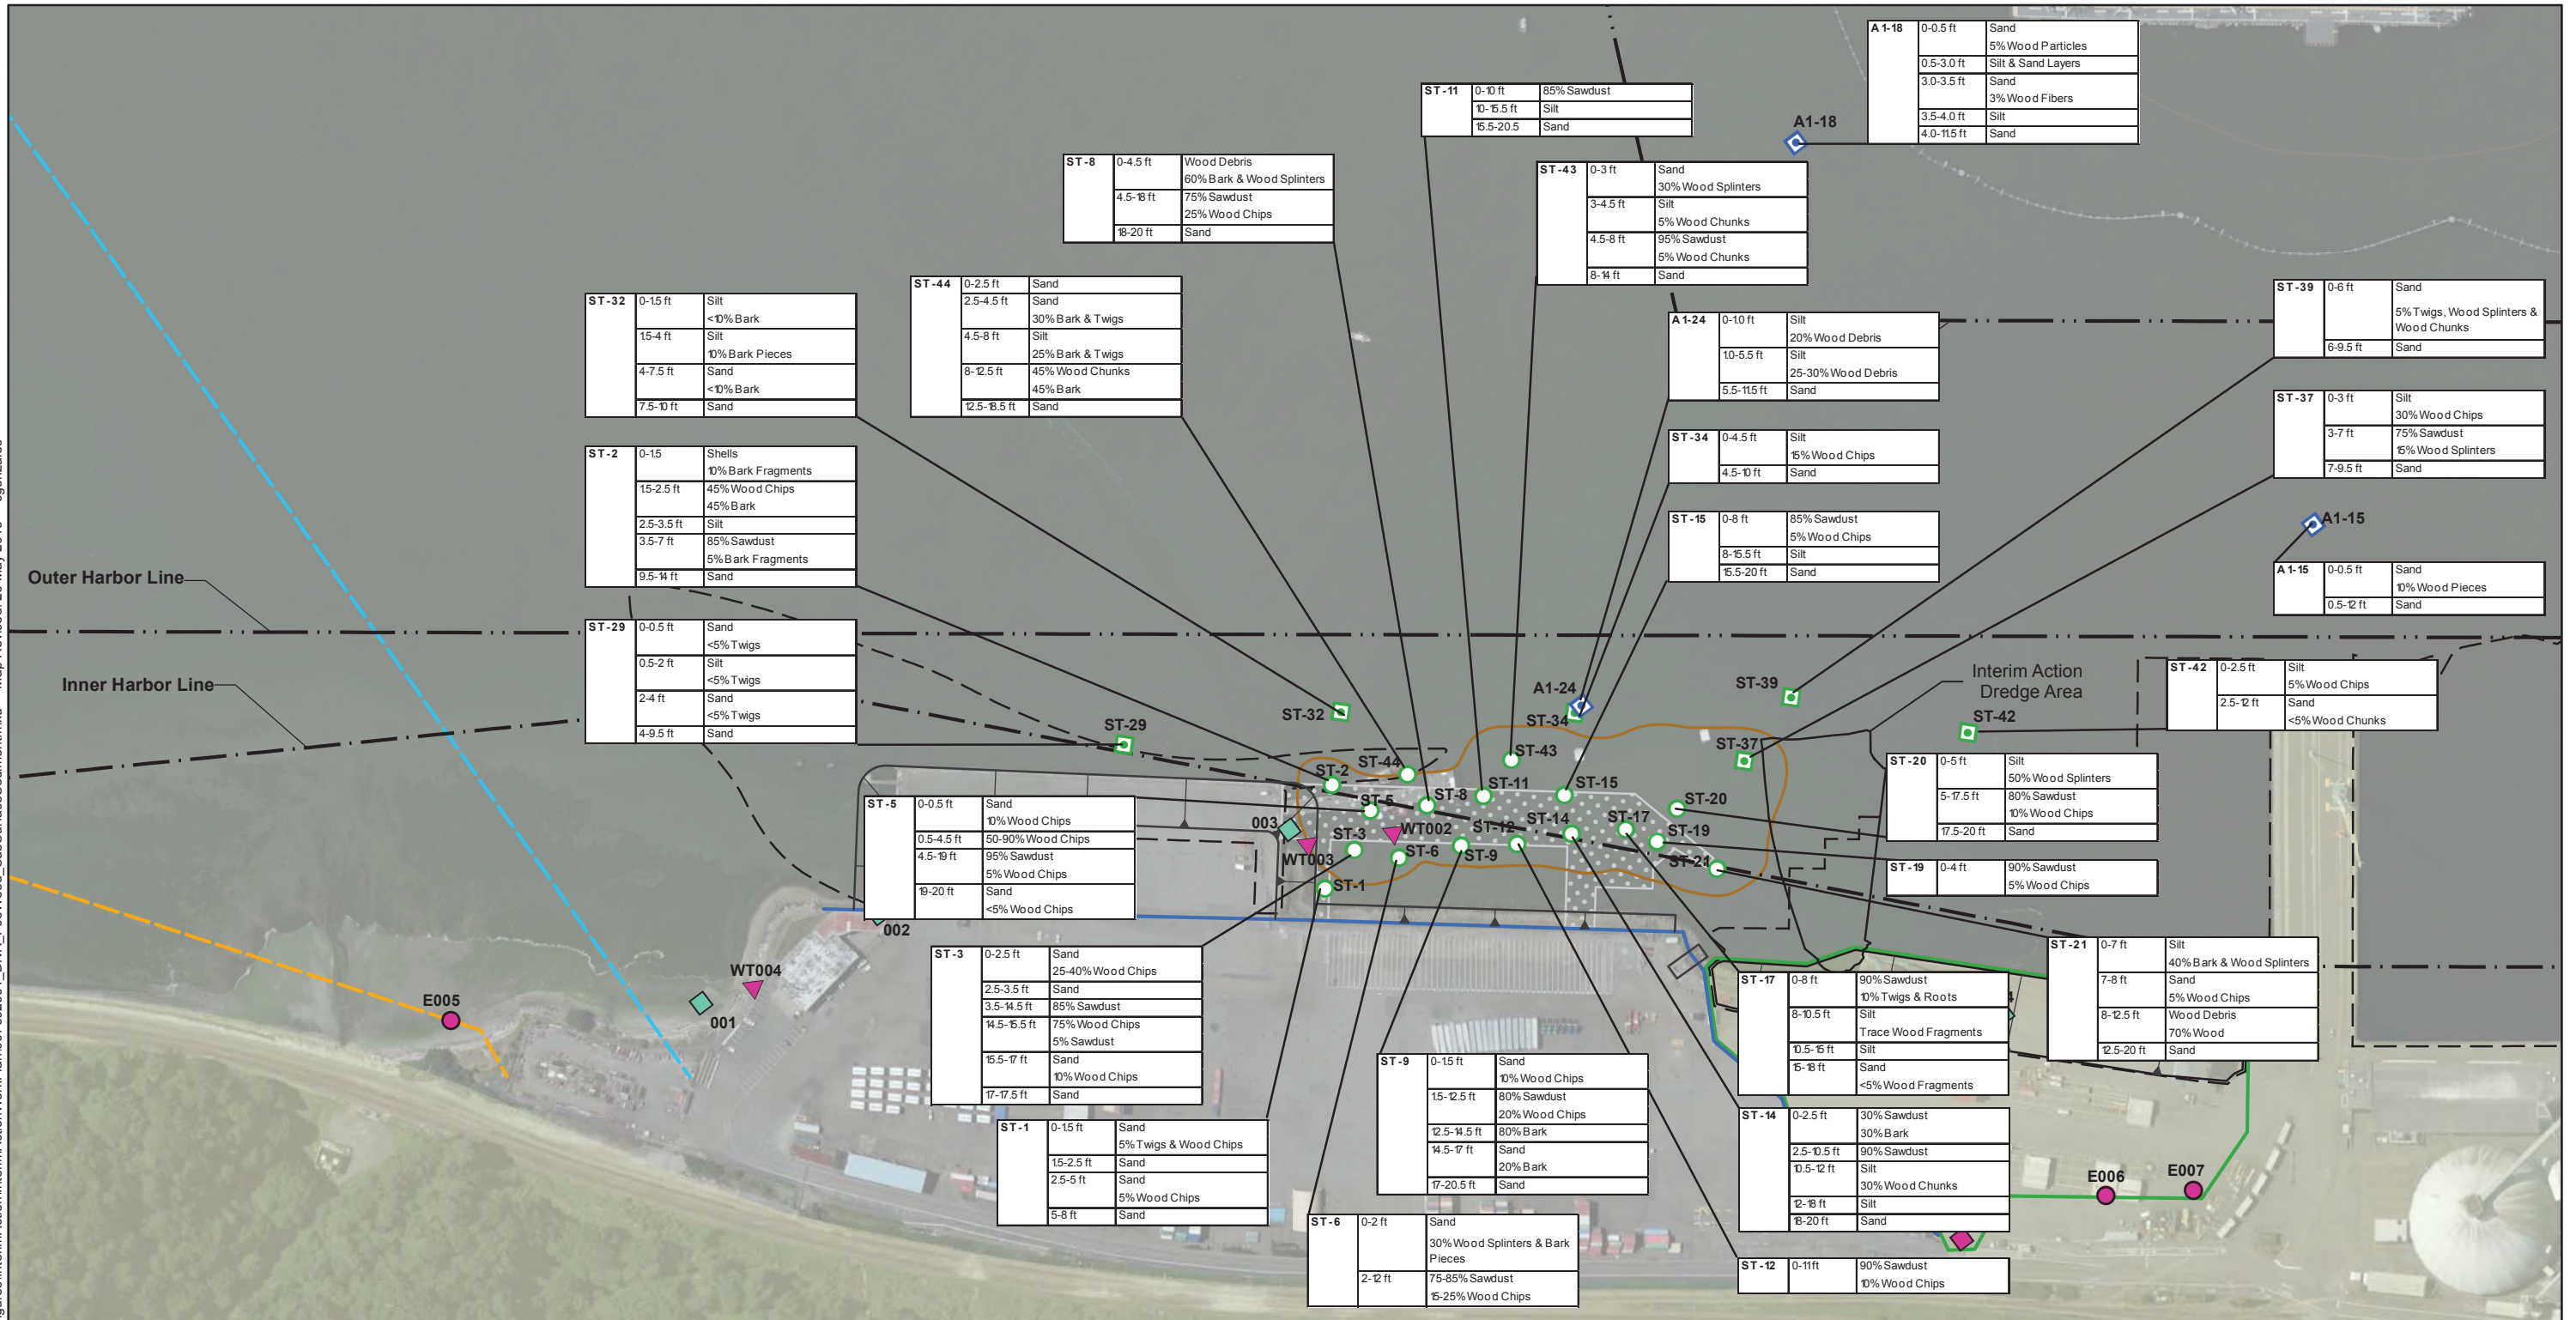 A1-18 0-0.5 ft Sand
5% Wood Particles
0.5-3.0 ft Silt & Sand Layers
3.0-3.5 ft Sand
3% Wood Fibers
3.5-4.0 ft Silt
4.0-11.5 ft Sand
A1-18
ST-11 0-10 ft 85% Sawdust
10-15.5 ft Silt
15.5-20.5 Sand
ST-8 0-4.5 ft Wood Debris
60% Bark & Wood Splinters
4.5-18 ft 75% Sawdust
25% Wood Chips
18-20 ft Sand
ST-43 0-3 ft Sand
30% Wood Splinters
3-4.5 ft Silt
5% Wood Chunks
4.5-8 ft 95% Sawdust
5% Wood Chunks
8-14 ft Sand
ST-32 0-1.5 ft Silt
<10% Bark
1.5-4 ft Silt
10% Bark Pieces
4-7.5 ft Sand
<10% Bark
7.5-10 ft Sand
ST-44 0-2.5 ft Sand
2.5-4.5 ft Sand
30% Bark & Twigs
4.5-8 ft Silt
25% Bark & Twigs
8-12.5 ft 45% Wood Chunks
45% Bark
12.5-18.5 ft Sand
A1-24 0-1.0 ft Silt
20% Wood Debris
1.0-5.5 ft Silt
25-30% Wood Debris
5.5-11.5 ft Sand
ST-39 0-6 ft Sand
5% Twigs, Wood Splinters &
Wood Chunks
6-9.5 ft Sand
ST-37 0-3 ft Silt
30% Wood Chips
3-7 ft 75% Sawdust
15% Wood Splinters
7-9.5 ft Sand
ST-34 0-4.5 ft Silt
15% Wood Chips
4.5-10 ft Sand
ST-2 0-1.5 Shells
10% Bark Fragments
1.5-2.5 ft 45% Wood Chips
45% Bark
2.5-3.5 ft Silt
3.5-7 ft 85% Sawdust
5% Bark Fragments
9.5-14 ft Sand
ST-15 0-8 ft 85% Sawdust
5% Wood Chips
8-15.5 ft Silt
15.5-20 ft Sand
A1-15
A1-15 0-0.5 ft Sand
10% Wood Pieces
0.5-12 ft Sand
Outer Harbor Line
Inner Harbor Line
ST-29 0-0.5 ft Sand
<5% Twigs
0.5-2 ft Silt
<5% Twigs
2-4 ft Sand
<5% Twigs
4-9.5 ft Sand
Interim Action
Dredge Area
ST-42 0-2.5 ft Silt
5% Wood Chips
2.5-12 ft Sand
<5% Wood Chunks
ST-29
ST-32
A1-24
ST-34
ST-39
ST-42
ST-37
ST-43
ST-44
ST-2
ST-5
ST-8
ST-11
ST-15
ST-20
003
ST-3
WT002
ST-12
ST-14
ST-17
ST-19
WT003
ST-6
ST-9
ST-21
ST-1
ST-20 0-5 ft Silt
50% Wood Splinters
5-17.5 ft 80% Sawdust
10% Wood Chips
17.5-20 ft Sand
ST-19 0-4 ft 90% Sawdust
5% Wood Chips
ST-5 0-0.5 ft Sand
10% Wood Chips
0.5-4.5 ft 50-90% Wood Chips
4.5-19 ft 95% Sawdust
5% Wood Chips
19-20 ft Sand
<5% Wood Chips
002
WT004
001
E005
ST-3 0-2.5 ft Sand
25-40% Wood Chips
2.5-3.5 ft Sand
3.5-14.5 ft 85% Sawdust
14.5-15.5 ft 75% Wood Chips
5% Sawdust
15.5-17 ft Sand
10% Wood Chips
17-17.5 ft Sand
ST-21 0-7 ft Silt
40% Bark & Wood Splinters
7-8 ft Sand
5% Wood Chips
8-12.5 ft Wood Debris
70% Wood
12.5-20 ft Sand
ST-17 0-8 ft 90% Sawdust
10% Twigs & Roots
8-10.5 ft Silt
Trace Wood Fragments
10.5-15 ft Silt
15-18 ft Sand
<5% Wood Fragments
ST-9 0-1.5 ft Sand
10% Wood Chips
1.5-12.5 ft 80% Sawdust
20% Wood Chips
12.5-14.5 ft 80% Bark
14.5-17 ft Sand
20% Bark
17-20.5 ft Sand
ST-1 0-1.5 ft Sand
5% Twigs & Wood Chips
1.5-2.5 ft Sand
2.5-5 ft Sand
5% Wood Chips
5-8 ft Sand
ST-14 0-2.5 ft 30% Sawdust
30% Bark
2.5-10.5 ft 90% Sawdust
10.5-12 ft Silt
30% Wood Chunks
12-18 ft Silt
18-20 ft Sand
E006
E007
ST-6 0-2 ft Sand
30% Wood Splinters & Bark
Pieces
2-12 ft 75-85% Sawdust
15-25% Wood Chips
ST-12 0-11 ft 90% Sawdust
10% Wood Chips